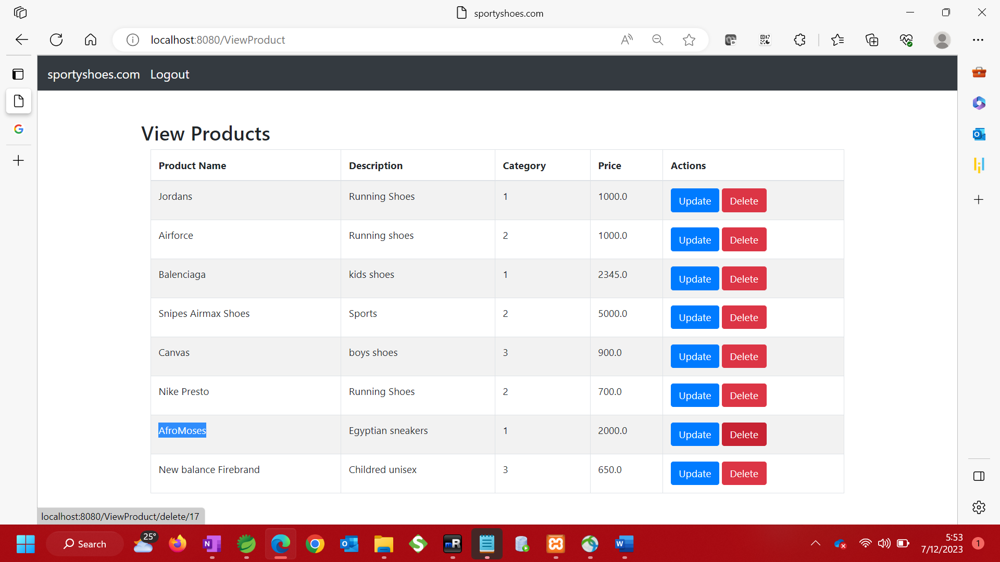 sportyshoes.com
localhost:8080/ViewProduct
sportyshoes.com Logout
View Products
Product Name Description Category Price Actions
Jordans Running Shoes 1 1000.0 Update Delete
Airforce Running shoes 2 1000.0 Update Delete
Balenciaga kids shoes 1 2345.0 Update Delete
Snipes Airmax Shoes Sports 2 5000.0 Update Delete
Canvas boys shoes 3 900.0 Update Delete
Nike Presto Running Shoes 2 700.0 Update Delete
AfroMoses Egyptian sneakers 1 2000.0 Update Delete
New balance Firebrand Childred unisex 3 650.0 Update Delete
localhost:8080/ViewProduct/delete/17
Search 25° 5:53
7/12/2023 1